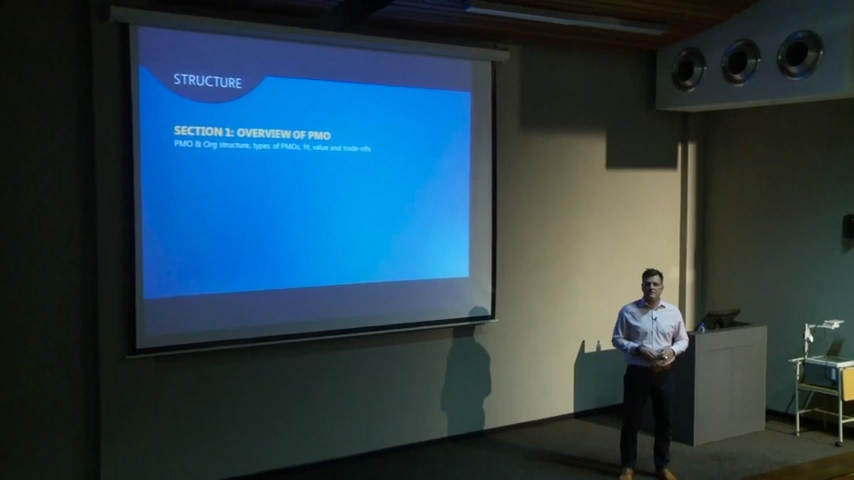 STRUCTURE
SECTION 1: OVERVIEW OF PMO
PMO & Org structure, types of PMOs, fit, value and trade-offs